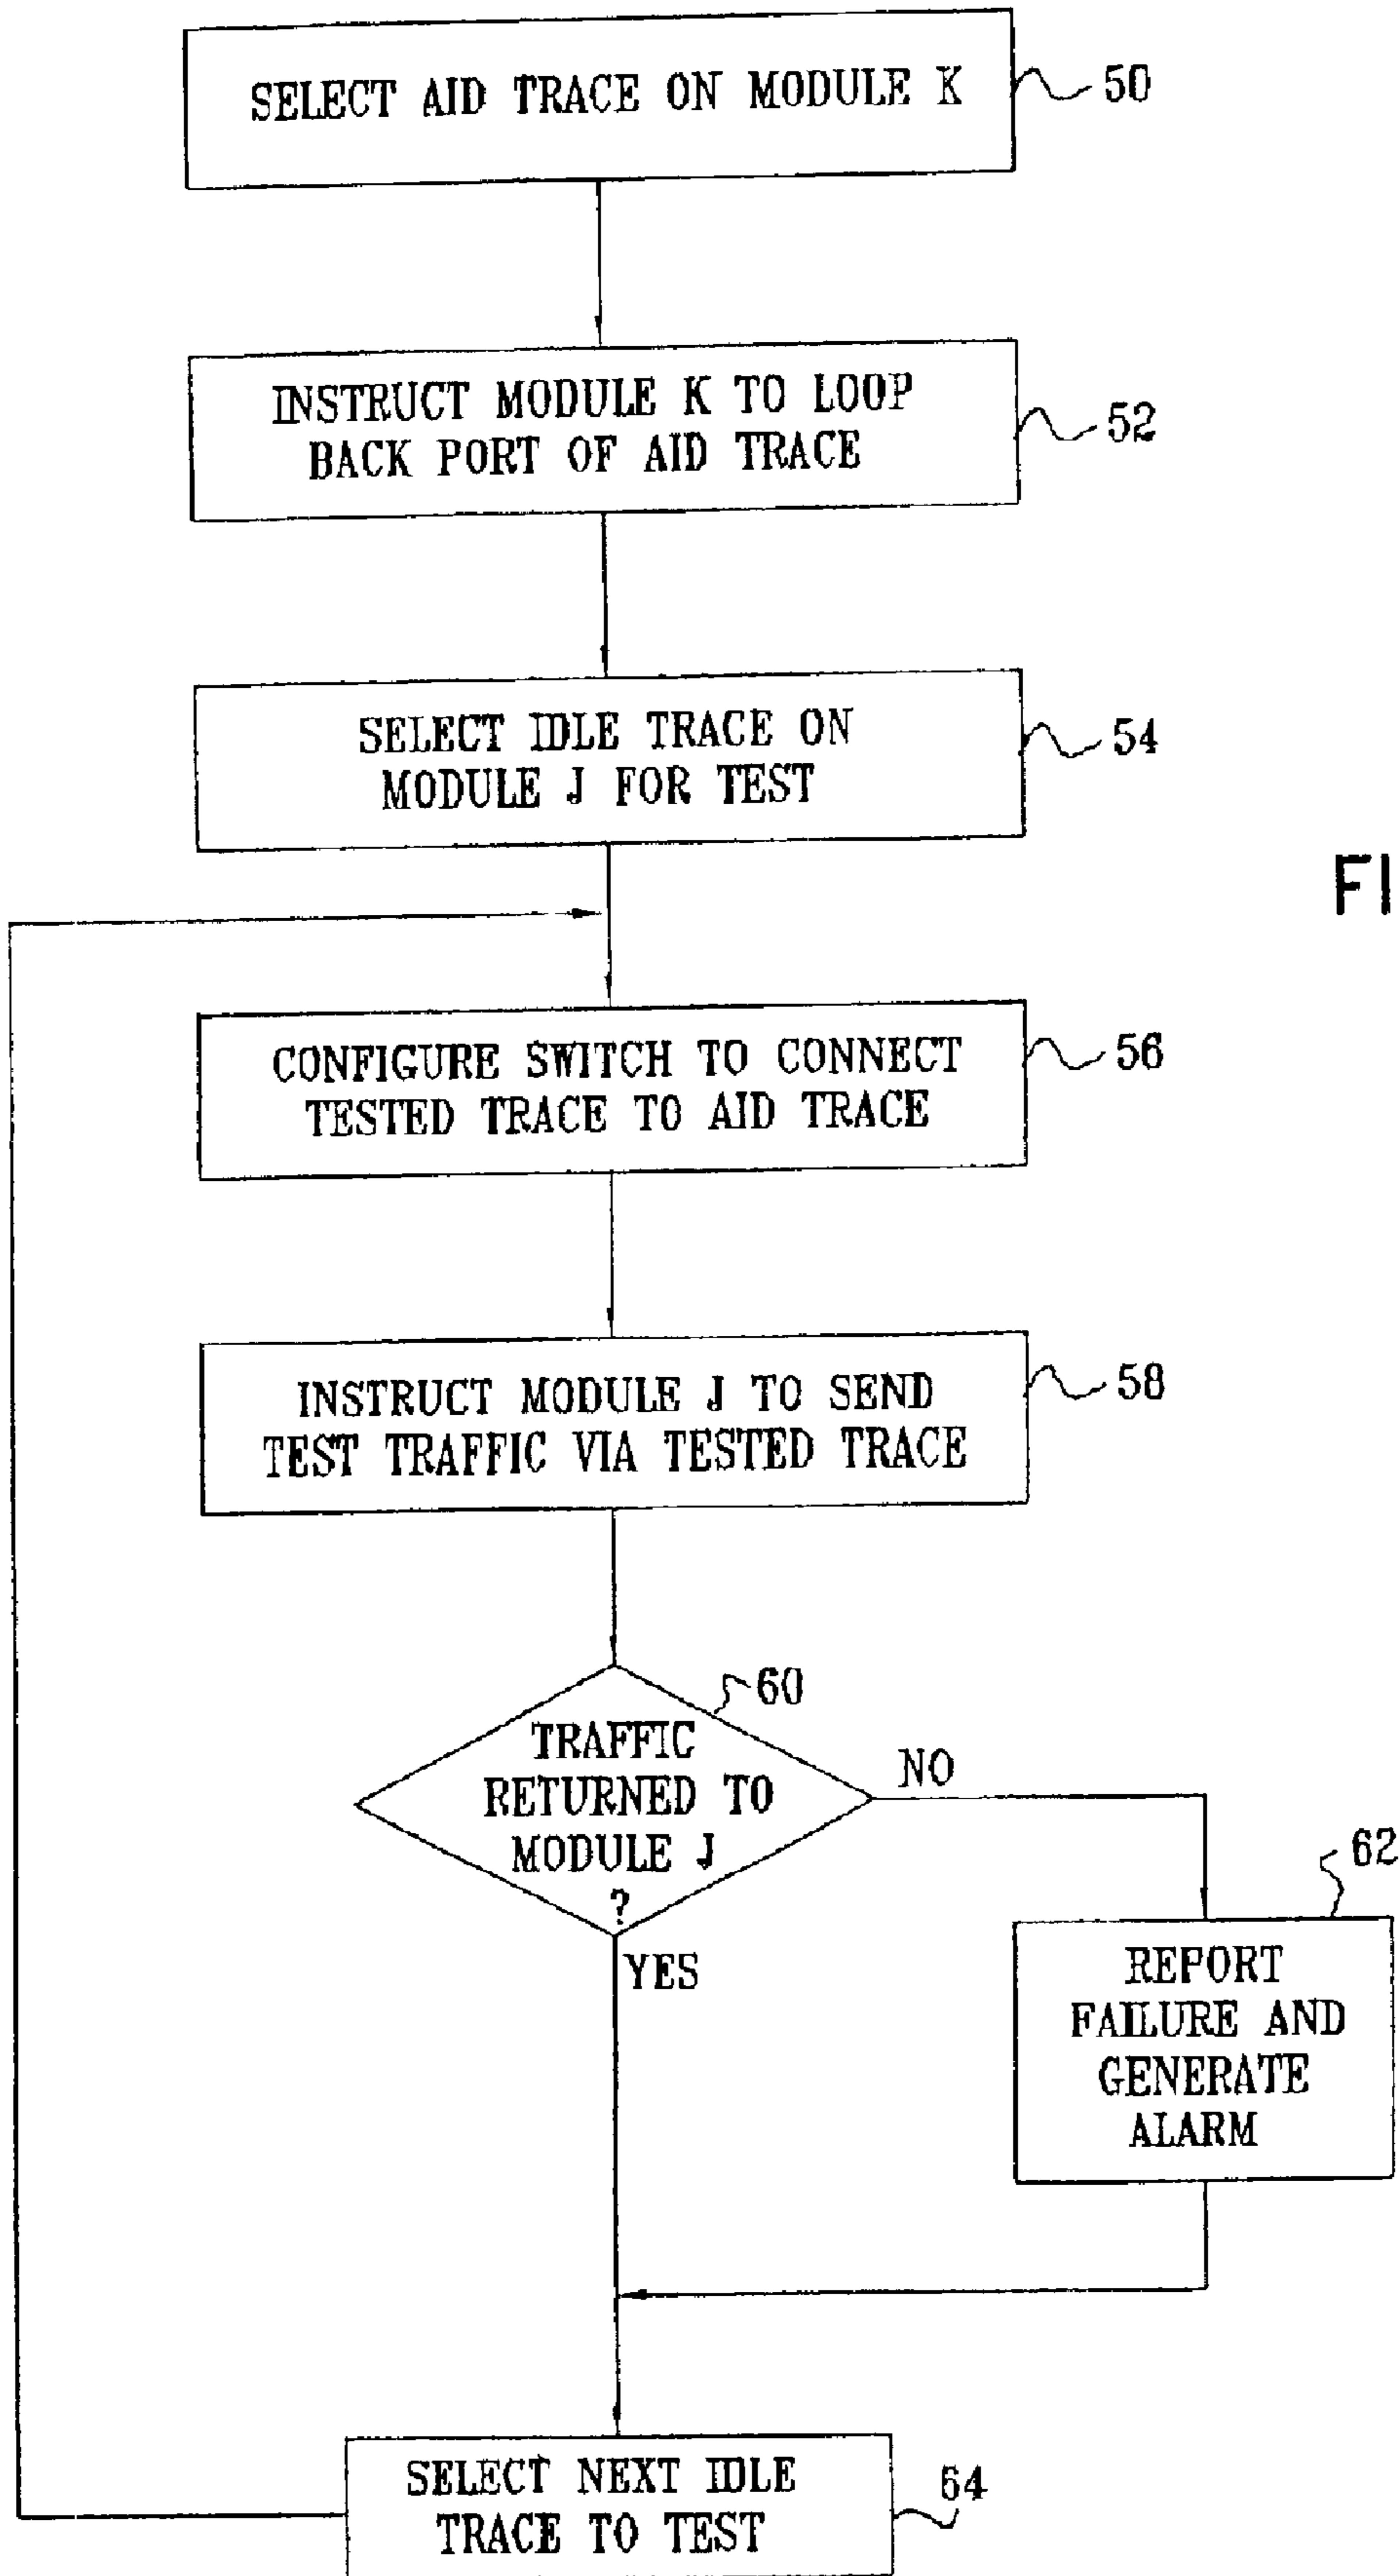 SELECT AID TRACE ON MODULE K
50
INSTRUCT MODULE K TO LOOP
BACK PORT OF AID TRACE
52
SELECT IDLE TRACE ON
MODULE J FOR TEST
54
FI
CONFIGURE SWITCH TO CONNECT
TESTED TRACE TO AID TRACE
56
INSTRUCT MODULE J TO SEND
TEST TRAFFIC VIA TESTED TRACE
58
60
TRAFFIC
RETURNED TO
MODULE J
?
NO
YES
62
REPORT
FAILURE AND
GENERATE
ALARM
SELECT NEXT IDLE
TRACE TO TEST
64